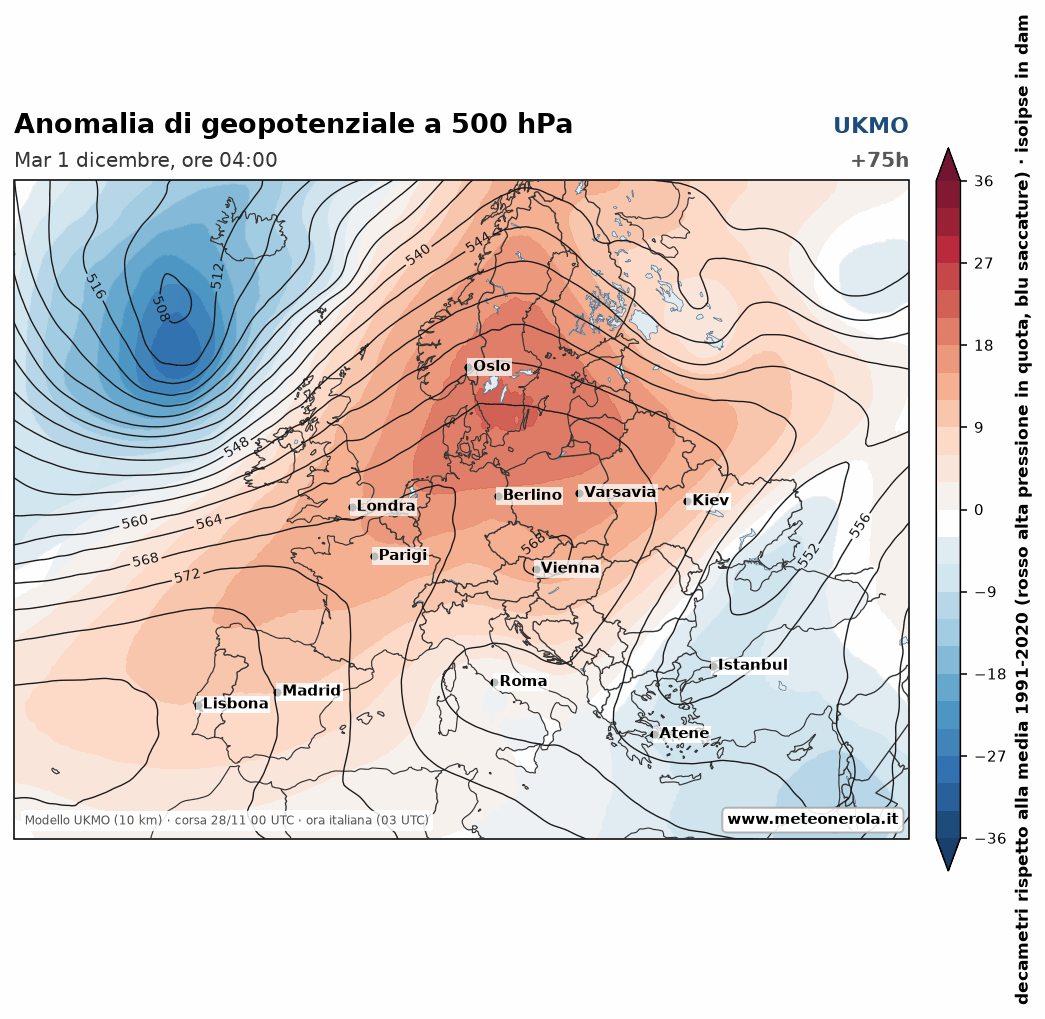 Anomalia di geopotenziale a 500 hPa
UKMO
Mar 1 dicembre, ore 04:00
+75h
516
508
512
540
544
548
560
564
568
572
568
556
552
Oslo
Londra
Berlino
Varsavia
Kiev
Parigi
Vienna
Istanbul
Roma
Madrid
Lisbona
Atene
Modello UKMO (10 km) · corsa 28/11 00 UTC · ora italiana (03 UTC)
www.meteonerola.it
36
27
18
9
0
−9
−18
−27
−36
decametri rispetto alla media 1991-2020 (rosso alta pressione in quota, blu saccature) · isoipse in dam